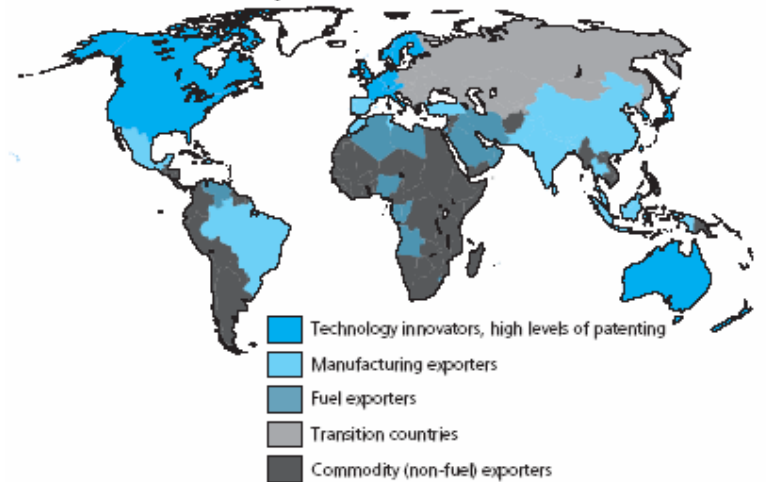 Technology innovators, high levels of patenting
Manufacturing exporters
Fuel exporters
Transition countries
Commodity (non-fuel) exporters